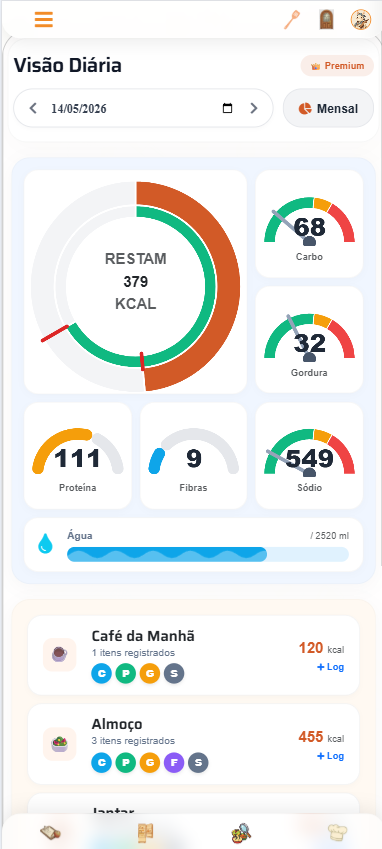 Visão Diária
Premium
14/05/2026
Mensal
RESTAM
379
KCAL
68
Carbo
32
Gordura
111
Proteína
9
Fibras
549
Sódio
Água
/ 2520 ml
Café da Manhã
1 itens registrados
C P G S
120 kcal
+ Log
Almoço
3 itens registrados
C P G F S
455 kcal
+ Log
Jantar